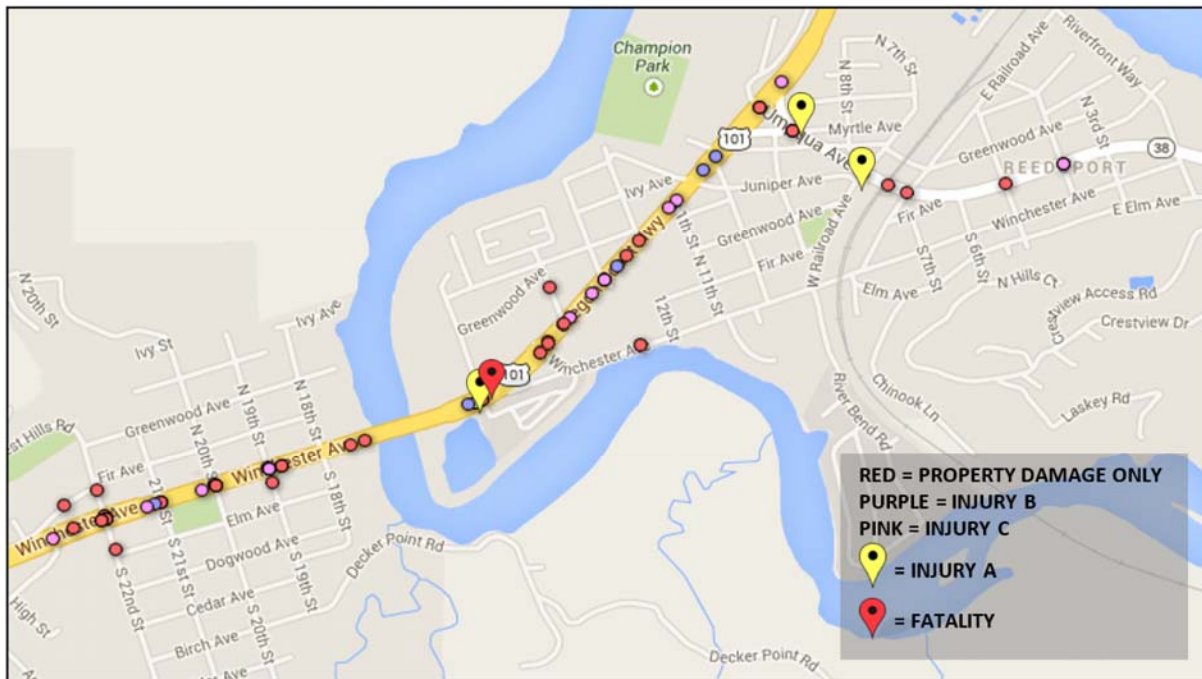 Champion
Park
N 7th St
N 8th St
E Railroad Ave
Riverfront Way
101
Umpqua Ave
Myrtle Ave
Greenwood Ave
N 3rd St
38
REEDSPORT
Ivy Ave
Juniper Ave
Greenwood Ave
Fir Ave
Winchester Ave
E Elm Ave
W Railroad Ave
Fir Ave
S 7th St
S 6th St
N Hills Ct
N 11th St
12th St
Elm Ave
Crestview Access Rd
Crestview Dr
Greenwood Ave
Winchester Ave
101
River Bend Rd
Chinook Ln
Laskey Rd
N 20th St
Ivy Ave
Ivy St
Greenwood Ave
N 18th St
N 19th St
N 20th St
Fir Ave
Winchester Ave
Winchester Ave
21st St
Elm Ave
S 18th St
Dogwood Ave
S 19th St
S 21st St
S 22nd St
S 20th St
Cedar Ave
Birch Ave
High St
Decker Point Rd
Decker Point Rd
RED = PROPERTY DAMAGE ONLY
PURPLE = INJURY B
PINK = INJURY C
= INJURY A
= FATALITY